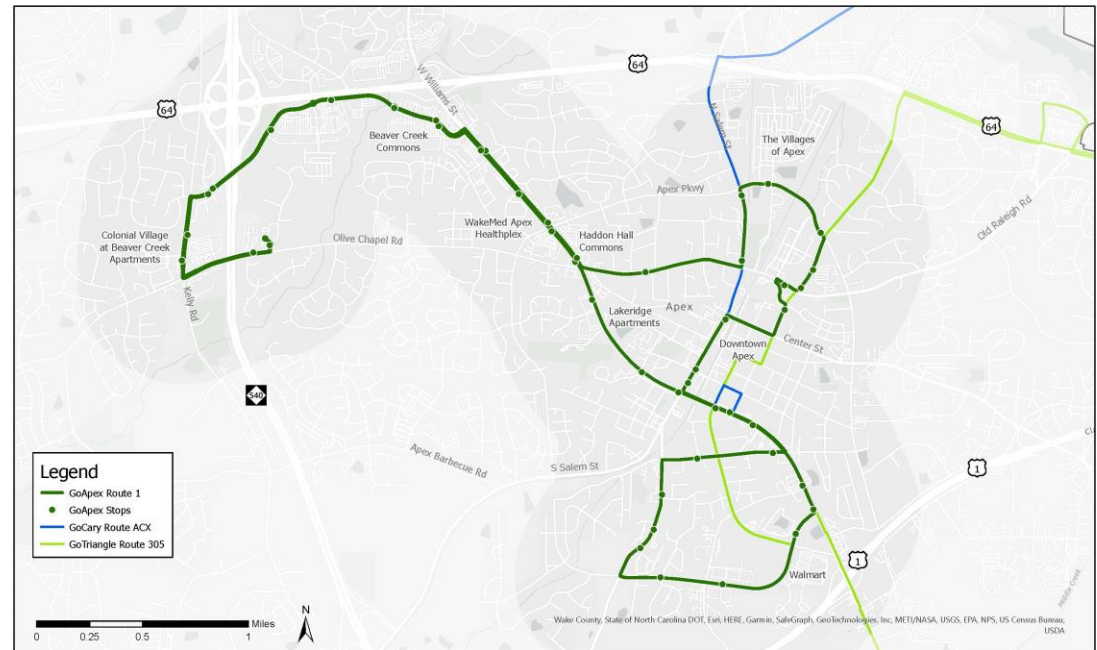 64
64
64
W Williams St
N Salem St
Beaver Creek
Commons
The Villages
of Apex
Apex Pkwy
Old Raleigh Rd
WakeMed Apex
Healthplex
Haddon Hall
Commons
Colonial Village
at Beaver Creek
Apartments
Olive Chapel Rd
Kelly Rd
Lakeridge
Apartments
Apex
Downtown
Apex
Center St
540
Apex Barbecue Rd
S Salem St
1
1
Walmart
Middle Creek
Legend
GoApex Route 1
GoApex Stops
GoCary Route ACX
GoTriangle Route 305
0 0.25 0.5 1 Miles
N
Wake County, State of North Carolina DOT, Esri, HERE, Garmin, SafeGraph, GeoTechnologies, Inc, METI/NASA, USGS, EPA, NPS, US Census Bureau,
USDA